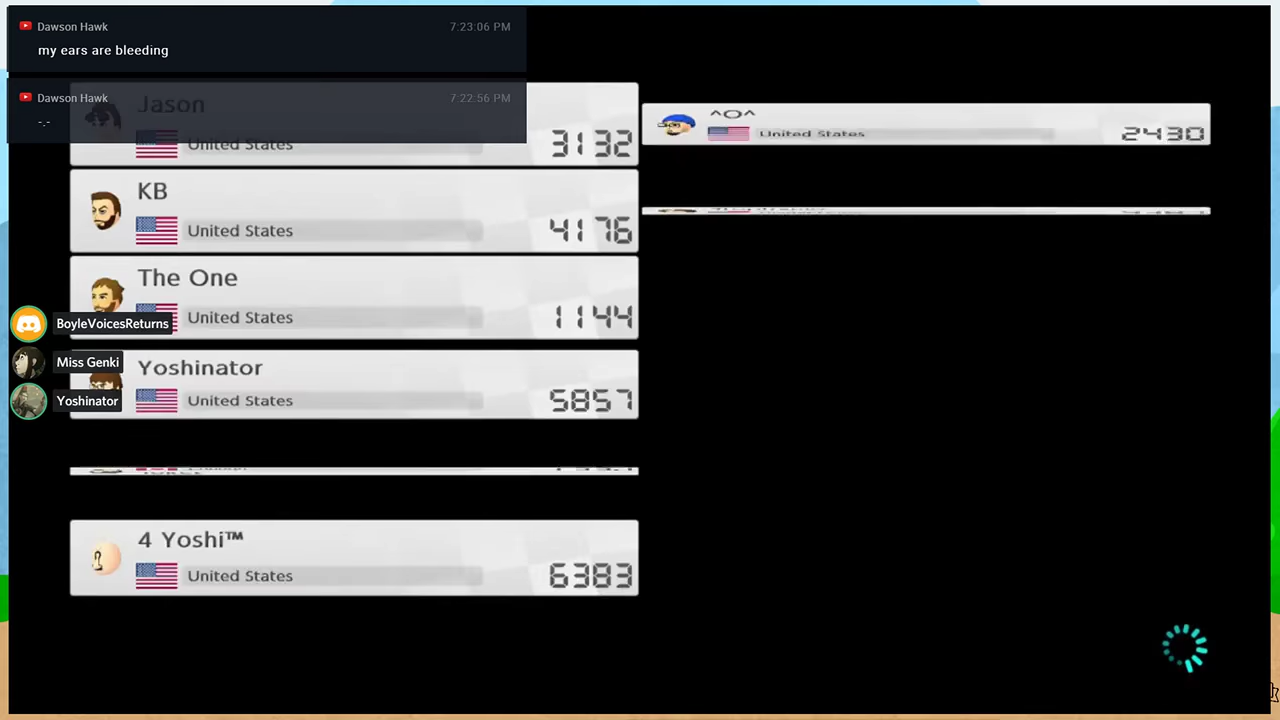 Dawson Hawk 7:23:06 PM
my ears are bleeding
Dawson Hawk 7:22:56 PM
-.-
Jason
United States 3132
^O^
United States 2430
KB
United States 4176
The One
United States 1144
BoyleVoicesReturns
Miss Genki
Yoshinator
United States 5857
Yoshinator
4 Yoshi™
United States 6383